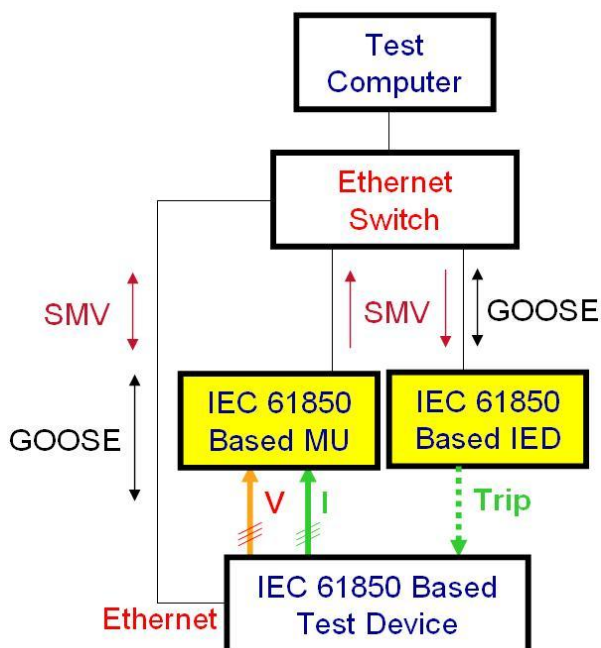 Test
Computer
Ethernet
Switch
SMV
SMV
GOOSE
IEC 61850
Based MU
IEC 61850
Based IED
GOOSE
V
I
Trip
IEC 61850 Based
Test Device
Ethernet